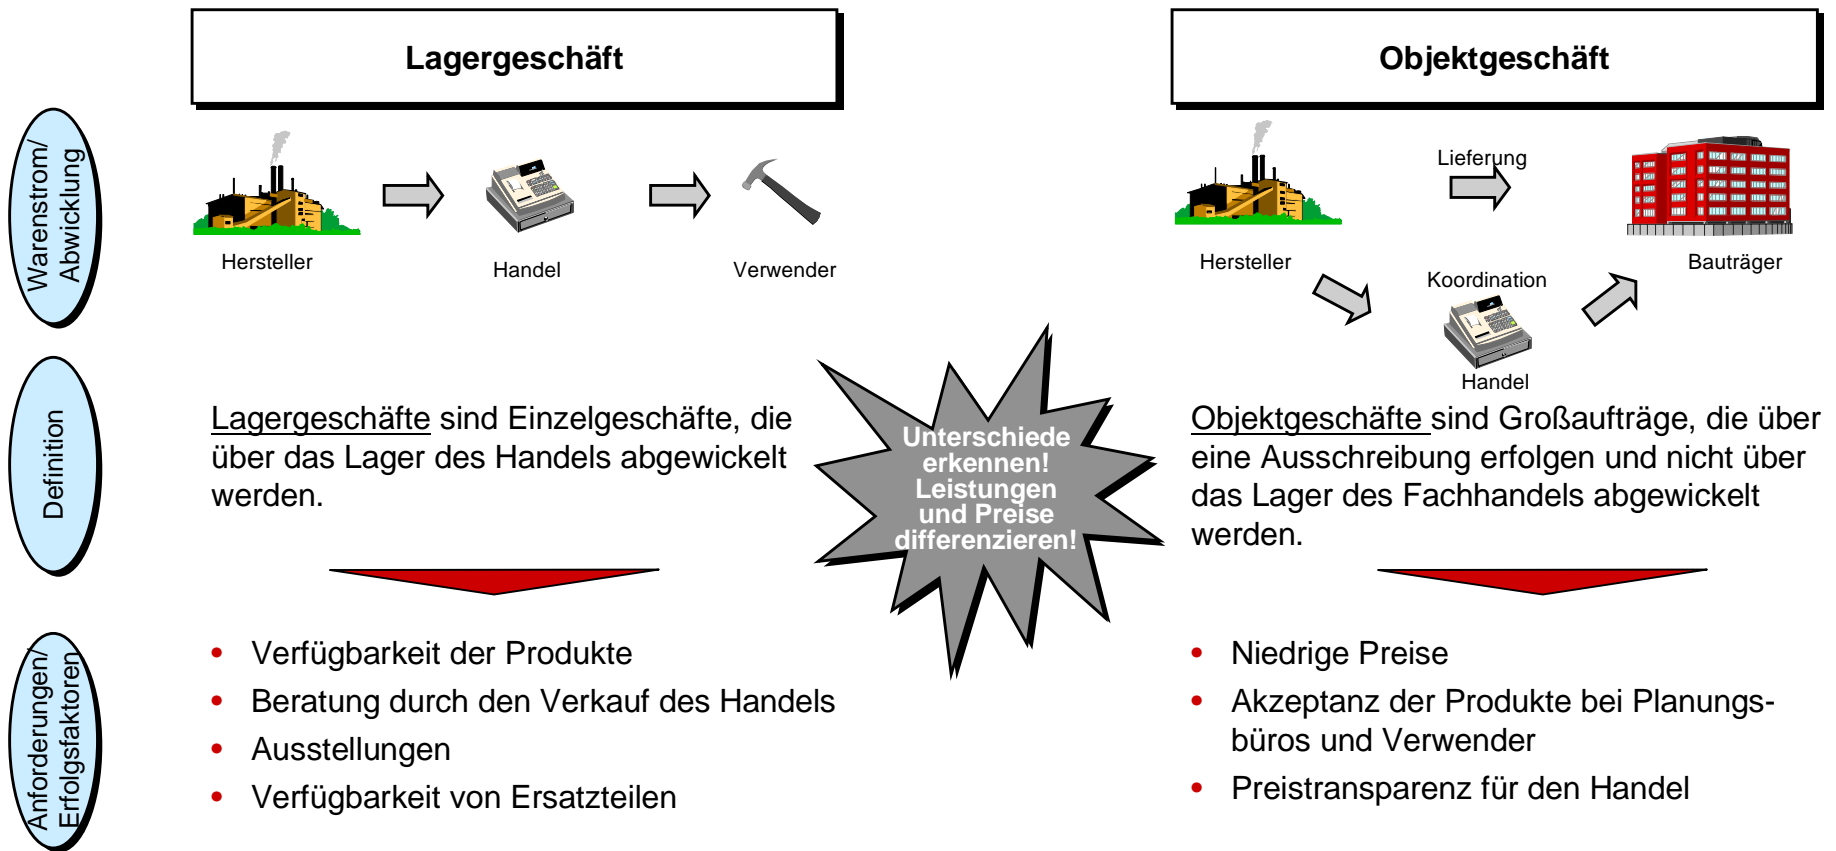 Lagergeschäft
Objektgeschäft
Warenstrom/
Abwicklung
Hersteller
Handel
Verwender
Hersteller
Lieferung
Bauträger
Koordination
Handel
Definition
Lagergeschäfte sind Einzelgeschäfte, die
über das Lager des Handels abgewickelt
werden.
Unterschiede
erkennen!
Leistungen
und Preise
differenzieren!
Objektgeschäfte sind Großaufträge, die über
eine Ausschreibung erfolgen und nicht über
das Lager des Fachhandels abgewickelt
werden.
Anforderungen/
Erfolgsfaktoren
• Verfügbarkeit der Produkte
• Beratung durch den Verkauf des Handels
• Ausstellungen
• Verfügbarkeit von Ersatzteilen
• Niedrige Preise
• Akzeptanz der Produkte bei Planungs-
büros und Verwender
• Preistransparenz für den Handel